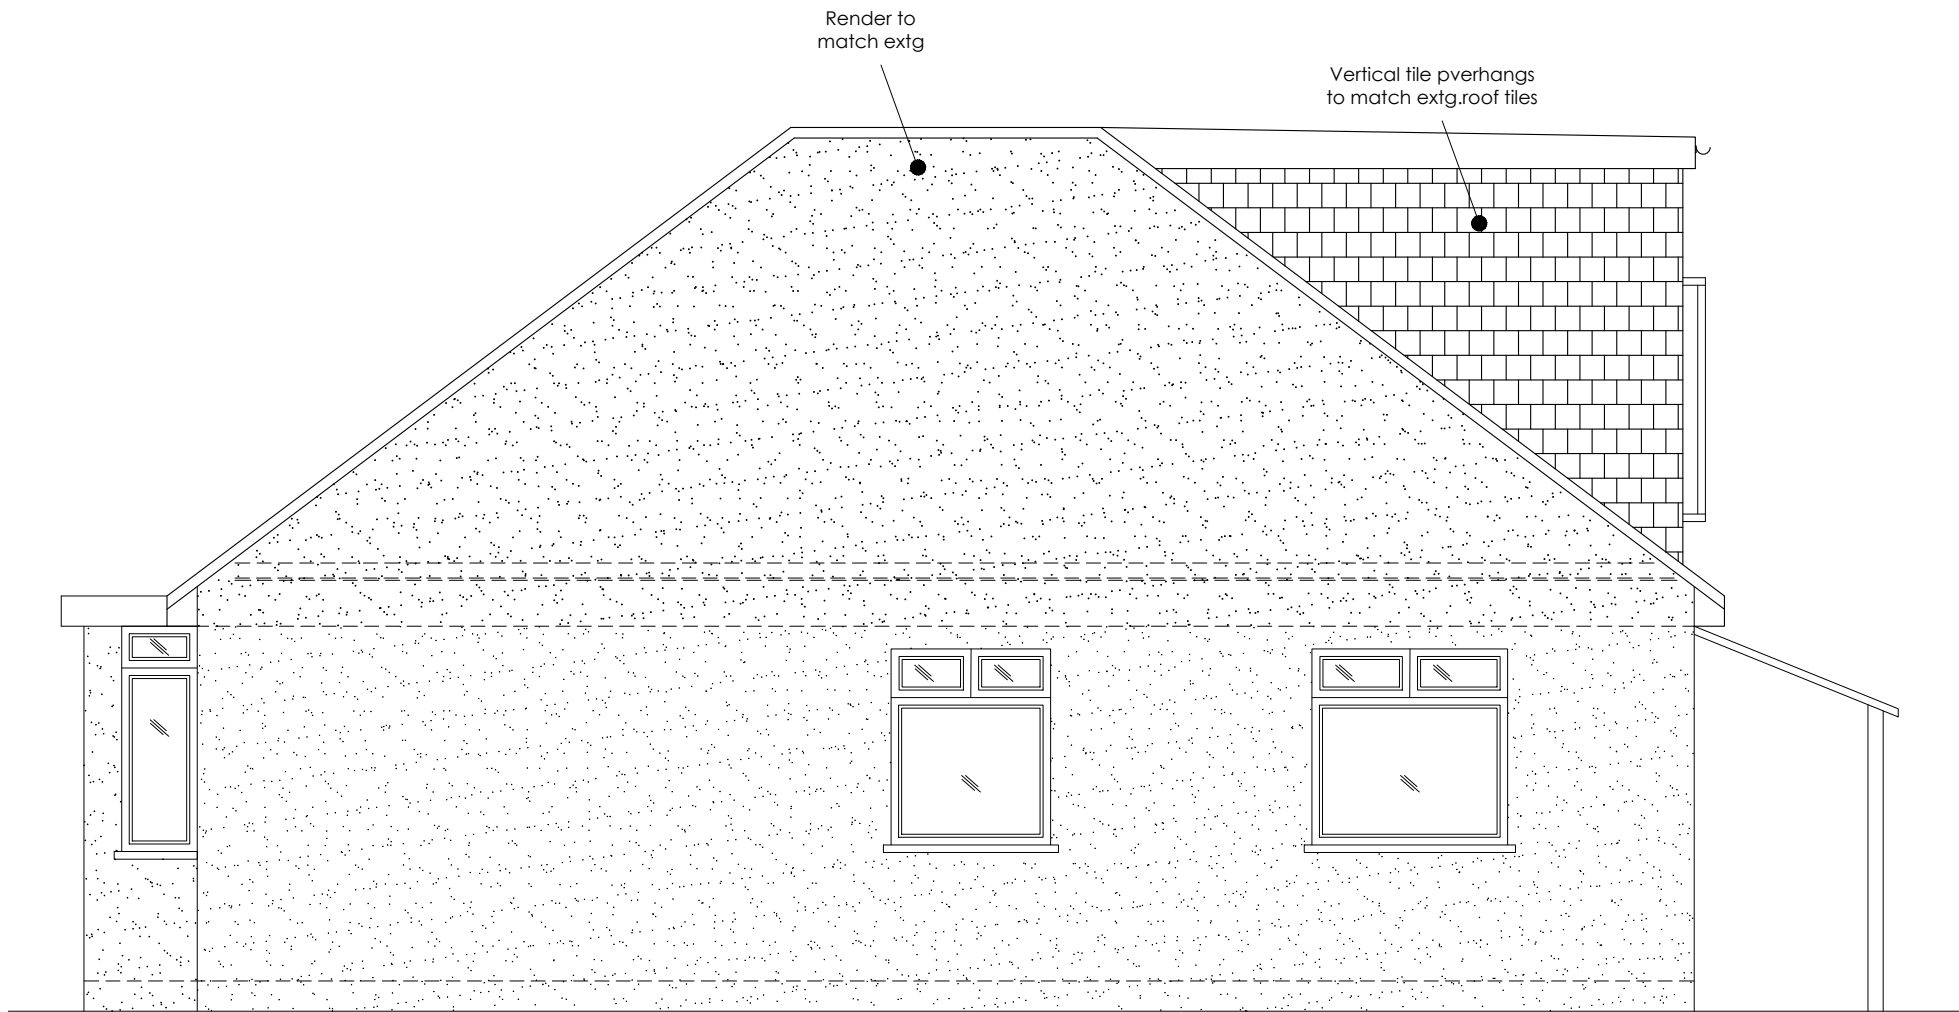 Render to
match extg
Vertical tile pverhangs
to match extg.roof tiles